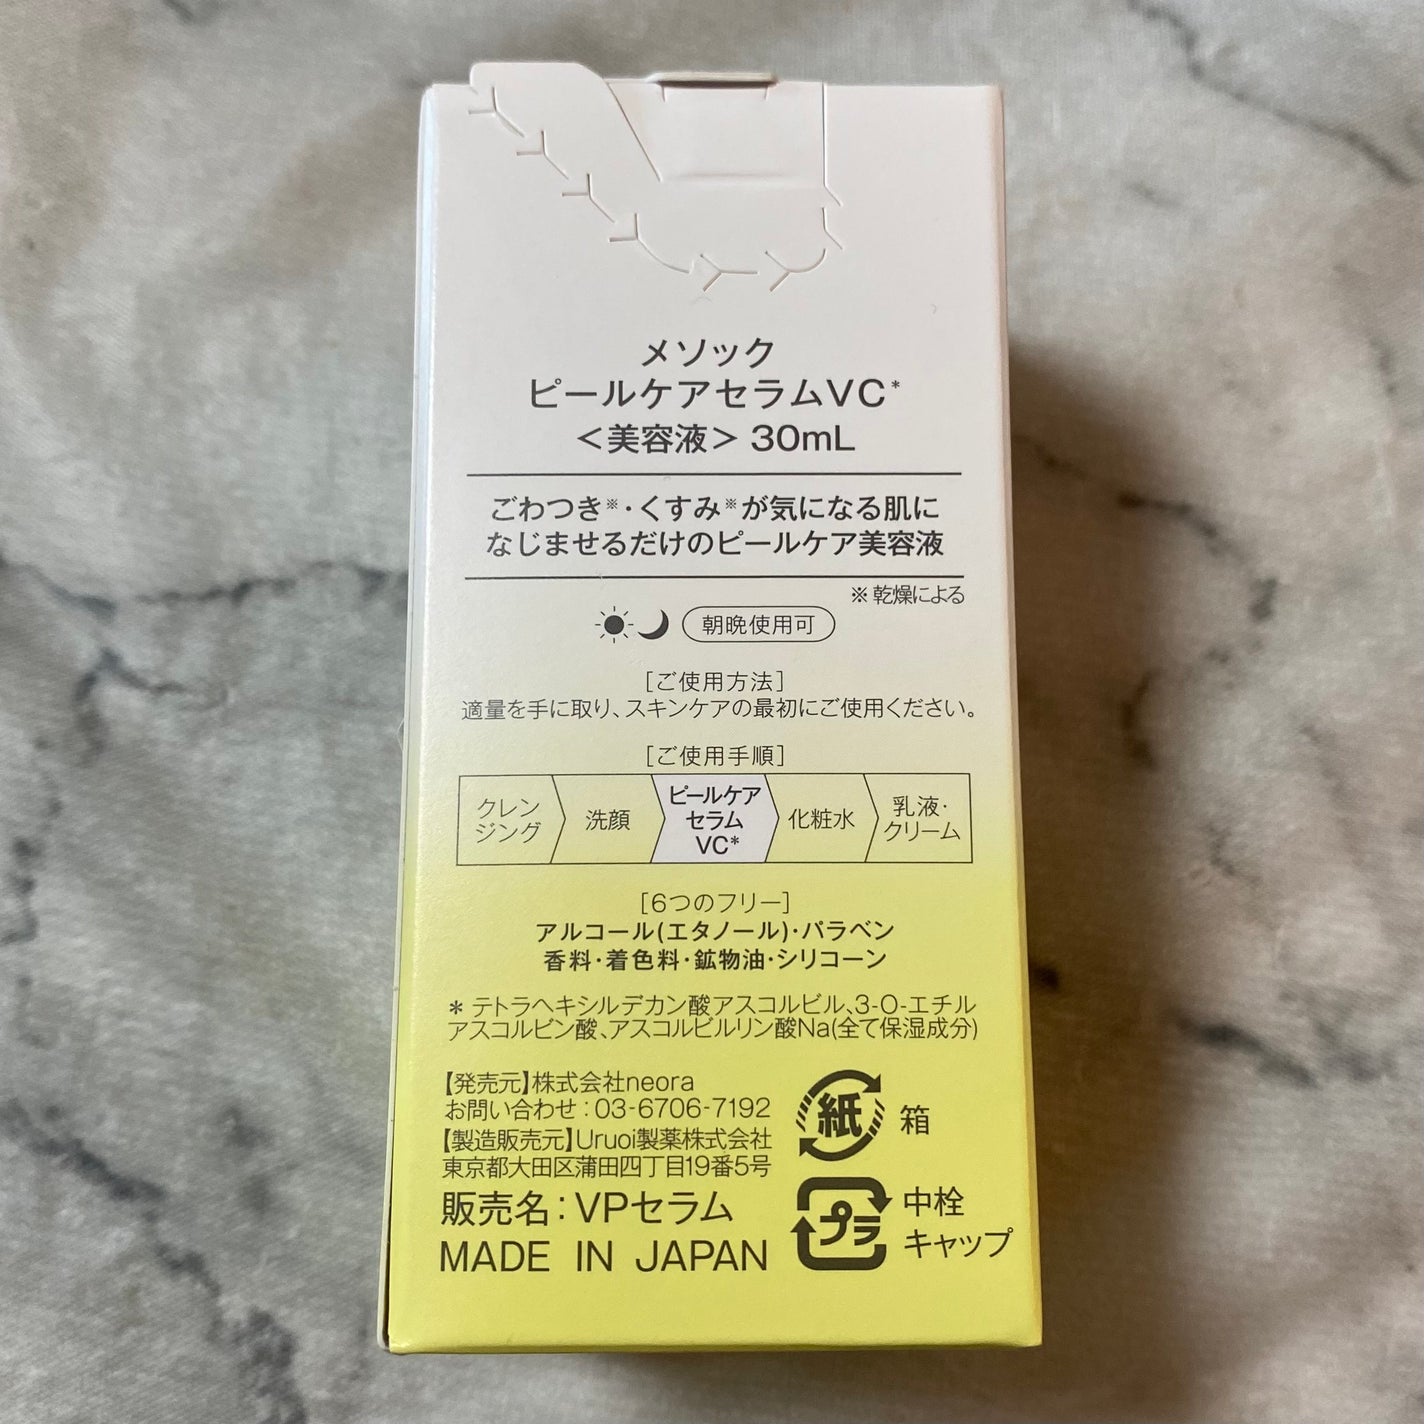 メソック
ピールケアセラムVC*
＜美容液＞ 30mL
ごわつき※・くすみ※が気になる肌に
なじませるだけのピールケア美容液
※ 乾燥による
朝晩使用可
［ご使用方法］
適量を手に取り、スキンケアの最初にご使用ください。
［ご使用手順］
クレン
ジング
洗顔
ピールケア
セラム
VC*
化粧水
乳液・
クリーム
［6つのフリー］
アルコール(エタノール)・パラベン
香料・着色料・鉱物油・シリコーン
* テトラヘキシルデカン酸アスコルビル、3-O-エチル
アスコルビン酸、アスコルビルリン酸Na(全て保湿成分)
【発売元】株式会社neora
お問い合わせ：03-6706-7192
【製造販売元】Uruoi製薬株式会社
東京都大田区蒲田四丁目19番5号
販売名：VPセラム
MADE IN JAPAN
紙
箱
プラ
中栓
キャップ